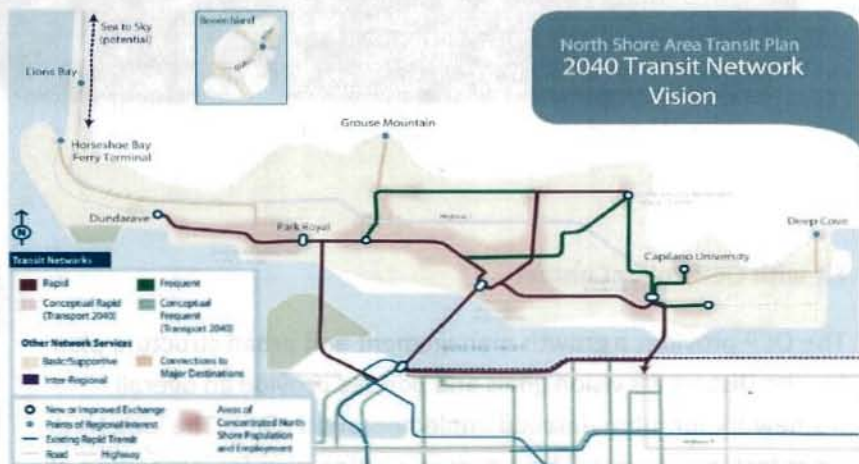 Sea to Sky
(potential)
Bowen Island
North Shore Area Transit Plan
2040 Transit Network
Vision
Lions Bay
Grouse Mountain
Horseshoe Bay
Ferry Terminal
Dundarave
Park Royal
Highway 1
Deep Cove
Capilano University
N
Transit Networks
Rapid
Frequent
Conceptual Rapid
(Transport 2040)
Conceptual
Frequent
(Transport 2040)
Other Network Services
Basic/Supportive
Connections to
Major Destinations
Inter-Regional
New or Improved Exchange
Points of Regional Interest
Existing Rapid Transit
Road
Highway
Areas of
Concentrated North
Shore Population
and Employment